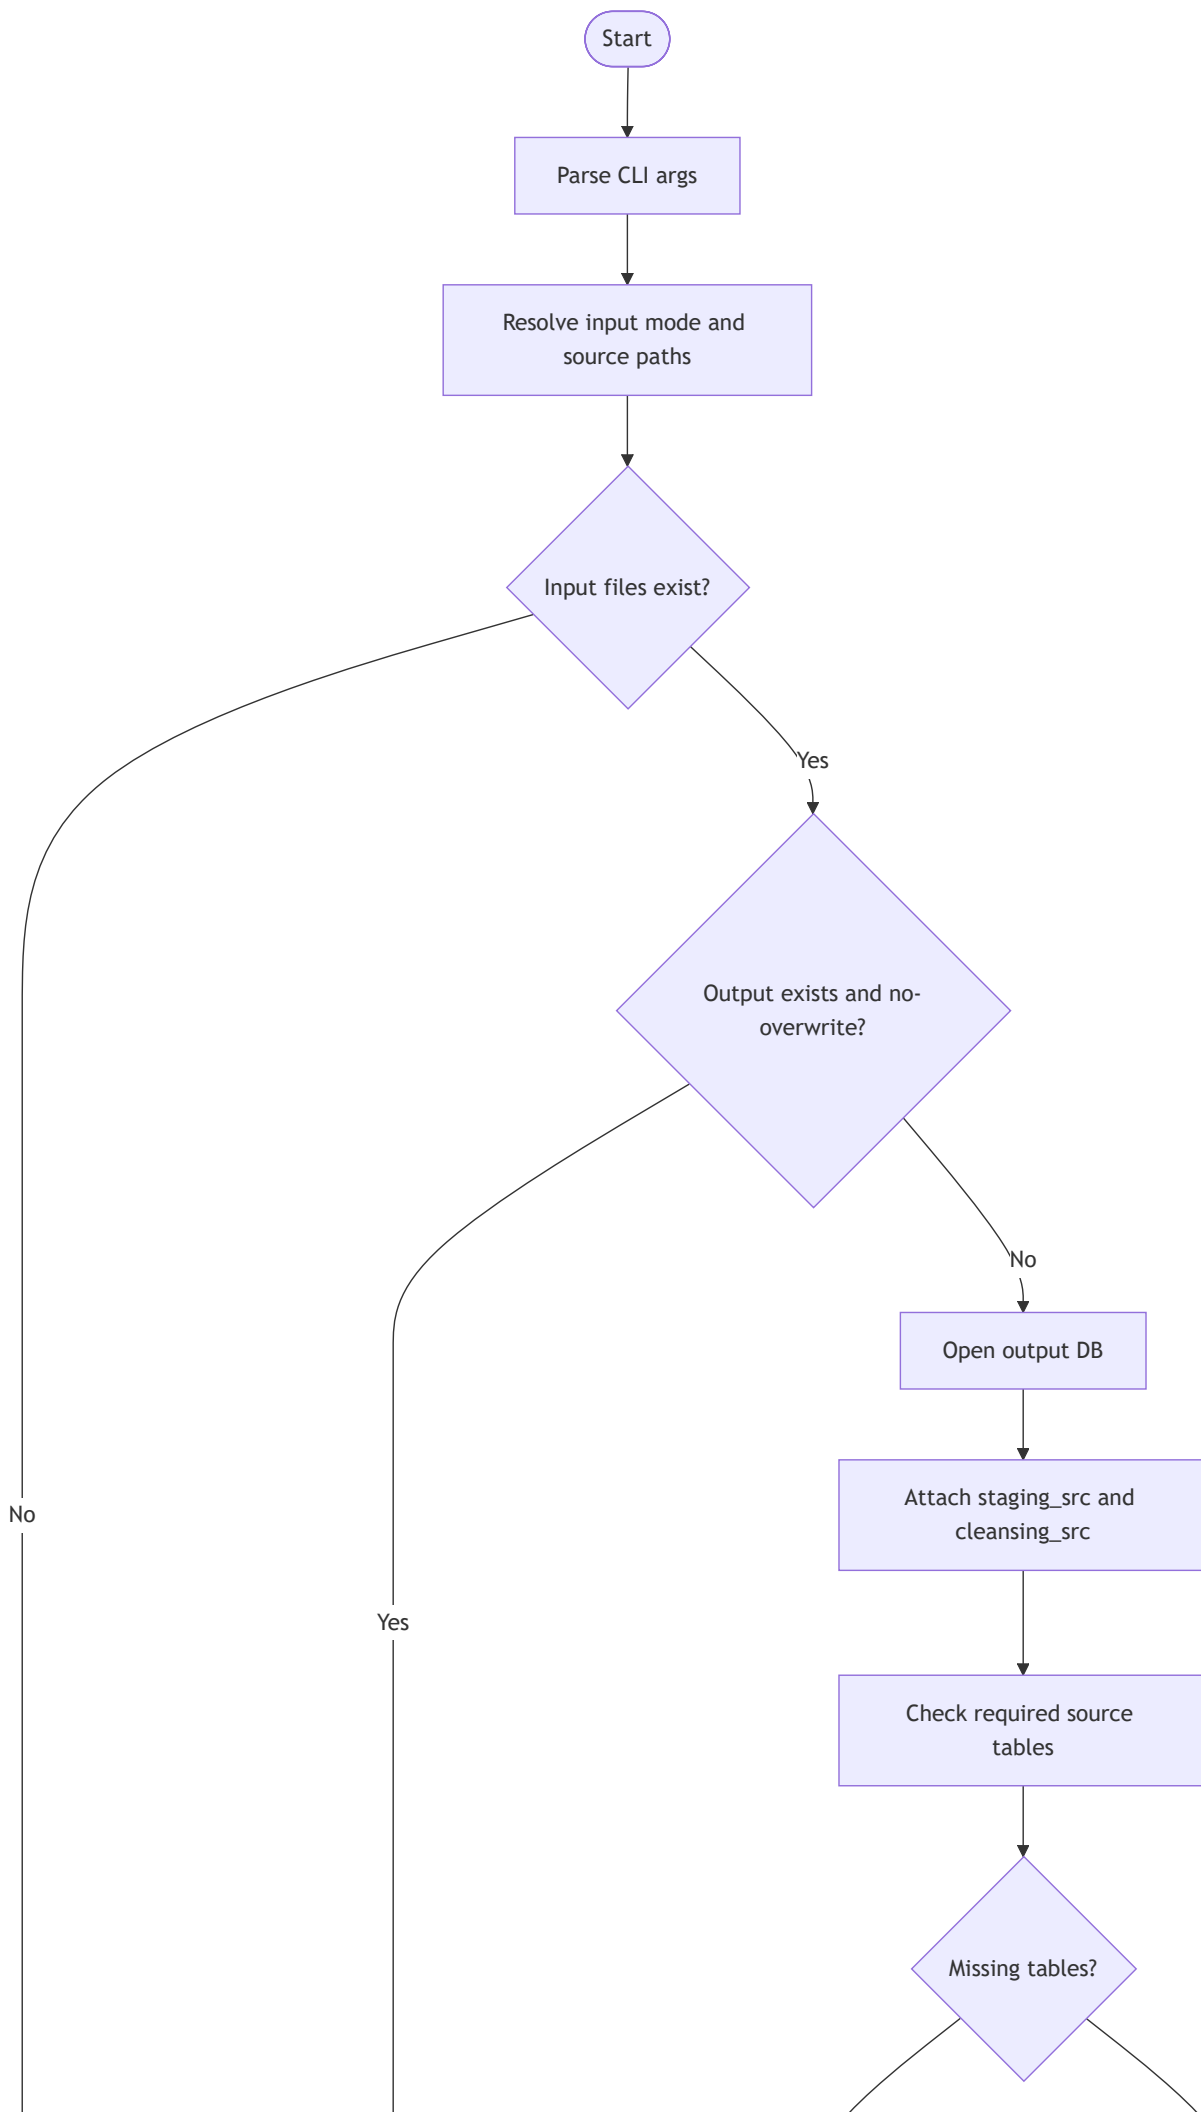 Start
Parse CLI args
Resolve input mode and
source paths
Input files exist?
Yes
Output exists and no-
overwrite?
No
Open output DB
Attach staging_src and
cleansing_src
No
Yes
Check required source
tables
Missing tables?